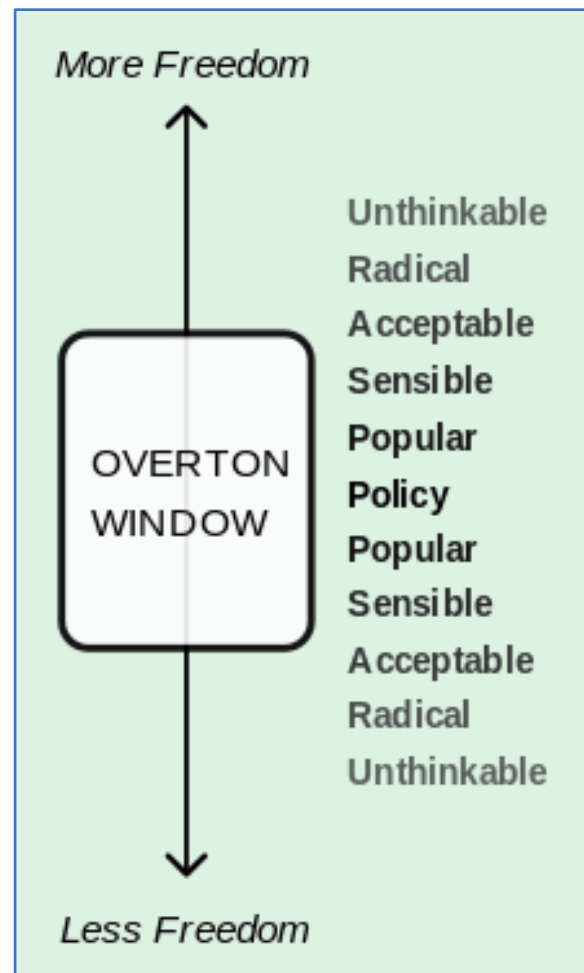 More Freedom
Unthinkable
Radical
Acceptable
Sensible
Popular
Policy
Popular
Sensible
Acceptable
Radical
Unthinkable
OVERTON
WINDOW
Less Freedom